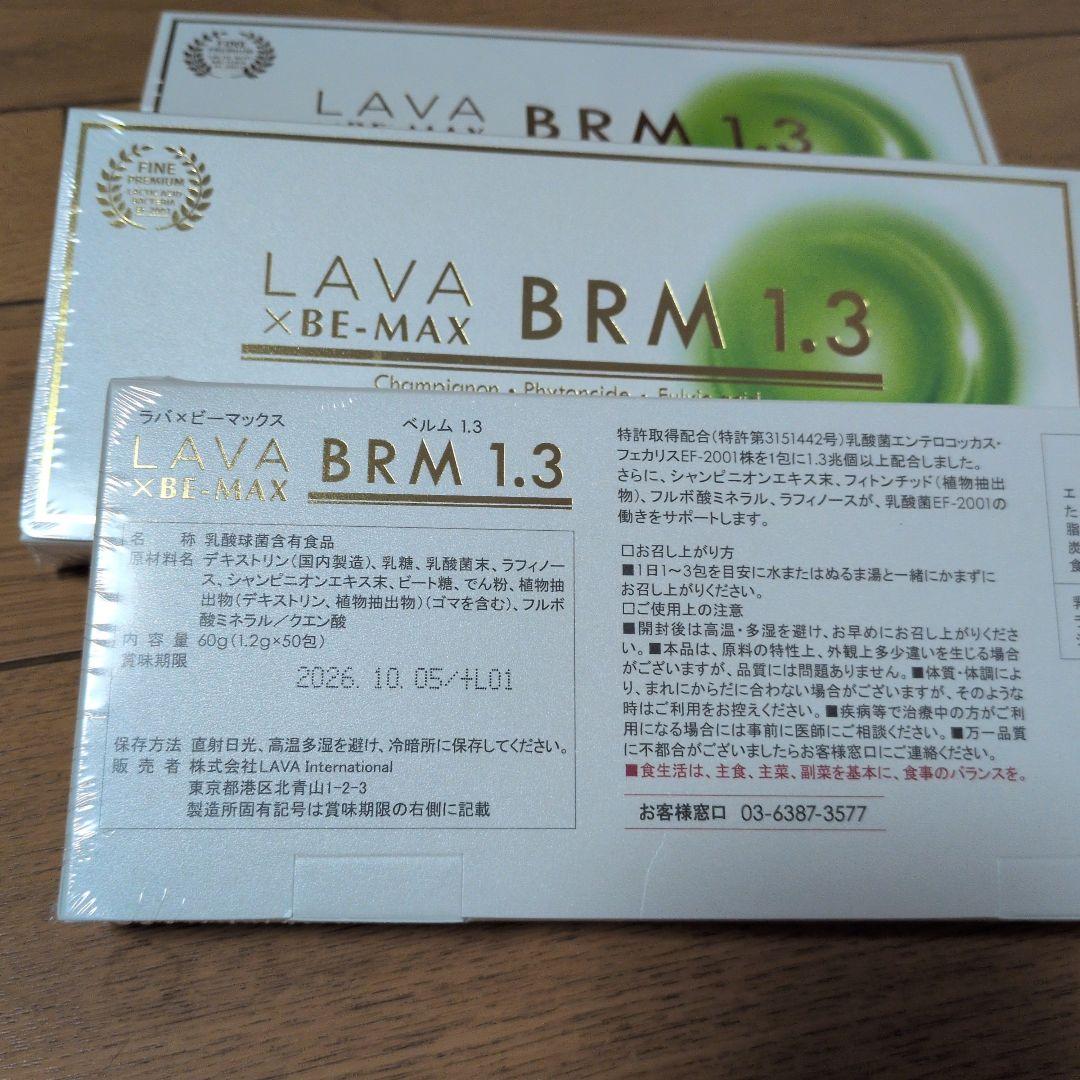 FINE
PREMIUM
LAVA
BRM 1.3
FINE
PREMIUM
LACTIC ACID
BACTERIA
EF-2001
LAVA
×BE-MAX
BRM 1.3
Champignon・Phytoncide・Fulvic acid
ラバ×ビーマックス
LAVA
×BE-MAX
ベルム 1.3
BRM 1.3
名 称 乳酸球菌含有食品
原材料名 デキストリン(国内製造)、乳糖、乳酸菌末、ラフィノー
ス、シャンピニオンエキス末、ビート糖、でん粉、植物抽
出物(デキストリン、植物抽出物)(ゴマを含む)、フルボ
酸ミネラル／クエン酸
内 容 量 60g(1.2g×50包)
賞味期限
2026.10.05/+L01
保存方法 直射日光、高温多湿を避け、冷暗所に保存してください。
販 売 者 株式会社LAVA International
東京都港区北青山1-2-3
製造所固有記号は賞味期限の右側に記載
特許取得配合(特許第3151442号)乳酸菌エンテロコッカス・
フェカリスEF-2001株を1包に1.3兆個以上配合しました。
さらに、シャンピニオンエキス末、フィトンチッド(植物抽出
物)、フルボ酸ミネラル、ラフィノースが、乳酸菌EF-2001の
働きをサポートします。
□お召し上がり方
■1日1～3包を目安に水またはぬるま湯と一緒にかまずに
お召し上がりください。
□ご使用上の注意
■開封後は高温・多湿を避け、お早めにお召し上がりくださ
い。■本品は、原料の特性上、外観上多少違いを生じる場合
がございますが、品質には問題ありません。■体質・体調によ
り、まれにからだに合わない場合がございますが、そのような
時はご利用をお控えください。■疾病等で治療中の方がご利
用になる場合には事前に医師にご相談ください。■万一品質
に不都合がございましたらお客様窓口にご連絡ください。
■食生活は、主食、主菜、副菜を基本に、食事のバランスを。
お客様窓口 03-6387-3577
エ
た
脂
炭
食